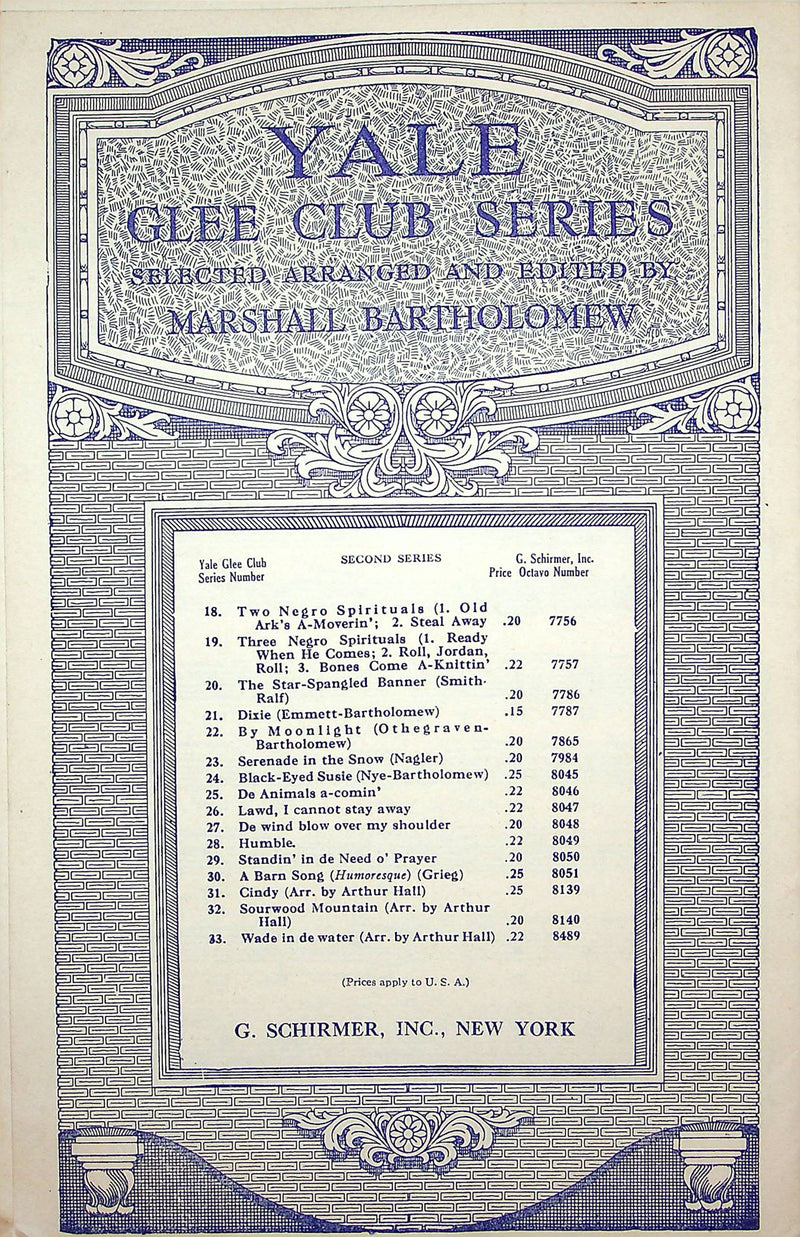 YALE
GLEE CLUB SERIES
SELECTED, ARRANGED AND EDITED BY
MARSHALL BARTHOLOMEW
Yale Glee Club SECOND SERIES G. Schirmer, Inc.
Series Number Price Octavo Number
18. Two Negro Spirituals (1. Old
Ark's A-Moverin'; 2. Steal Away .20 7756
19. Three Negro Spirituals (1. Ready
When He Comes; 2. Roll, Jordan,
Roll; 3. Bones Come A-Knittin' .22 7757
20. The Star-Spangled Banner (Smith-
Ralf) .20 7786
21. Dixie (Emmett-Bartholomew) .15 7787
22. By Moonlight (Othegraven-
Bartholomew) .20 7865
23. Serenade in the Snow (Nagler) .20 7984
24. Black-Eyed Susie (Nye-Bartholomew) .25 8045
25. De Animals a-comin' .22 8046
26. Lawd, I cannot stay away .22 8047
27. De wind blow over my shoulder .20 8048
28. Humble. .22 8049
29. Standin' in de Need o' Prayer .20 8050
30. A Barn Song (Humoresque) (Grieg) .25 8051
31. Cindy (Arr. by Arthur Hall) .25 8139
32. Sourwood Mountain (Arr. by Arthur
Hall) .20 8140
33. Wade in de water (Arr. by Arthur Hall) .22 8489
(Prices apply to U. S. A.)
G. SCHIRMER, INC., NEW YORK